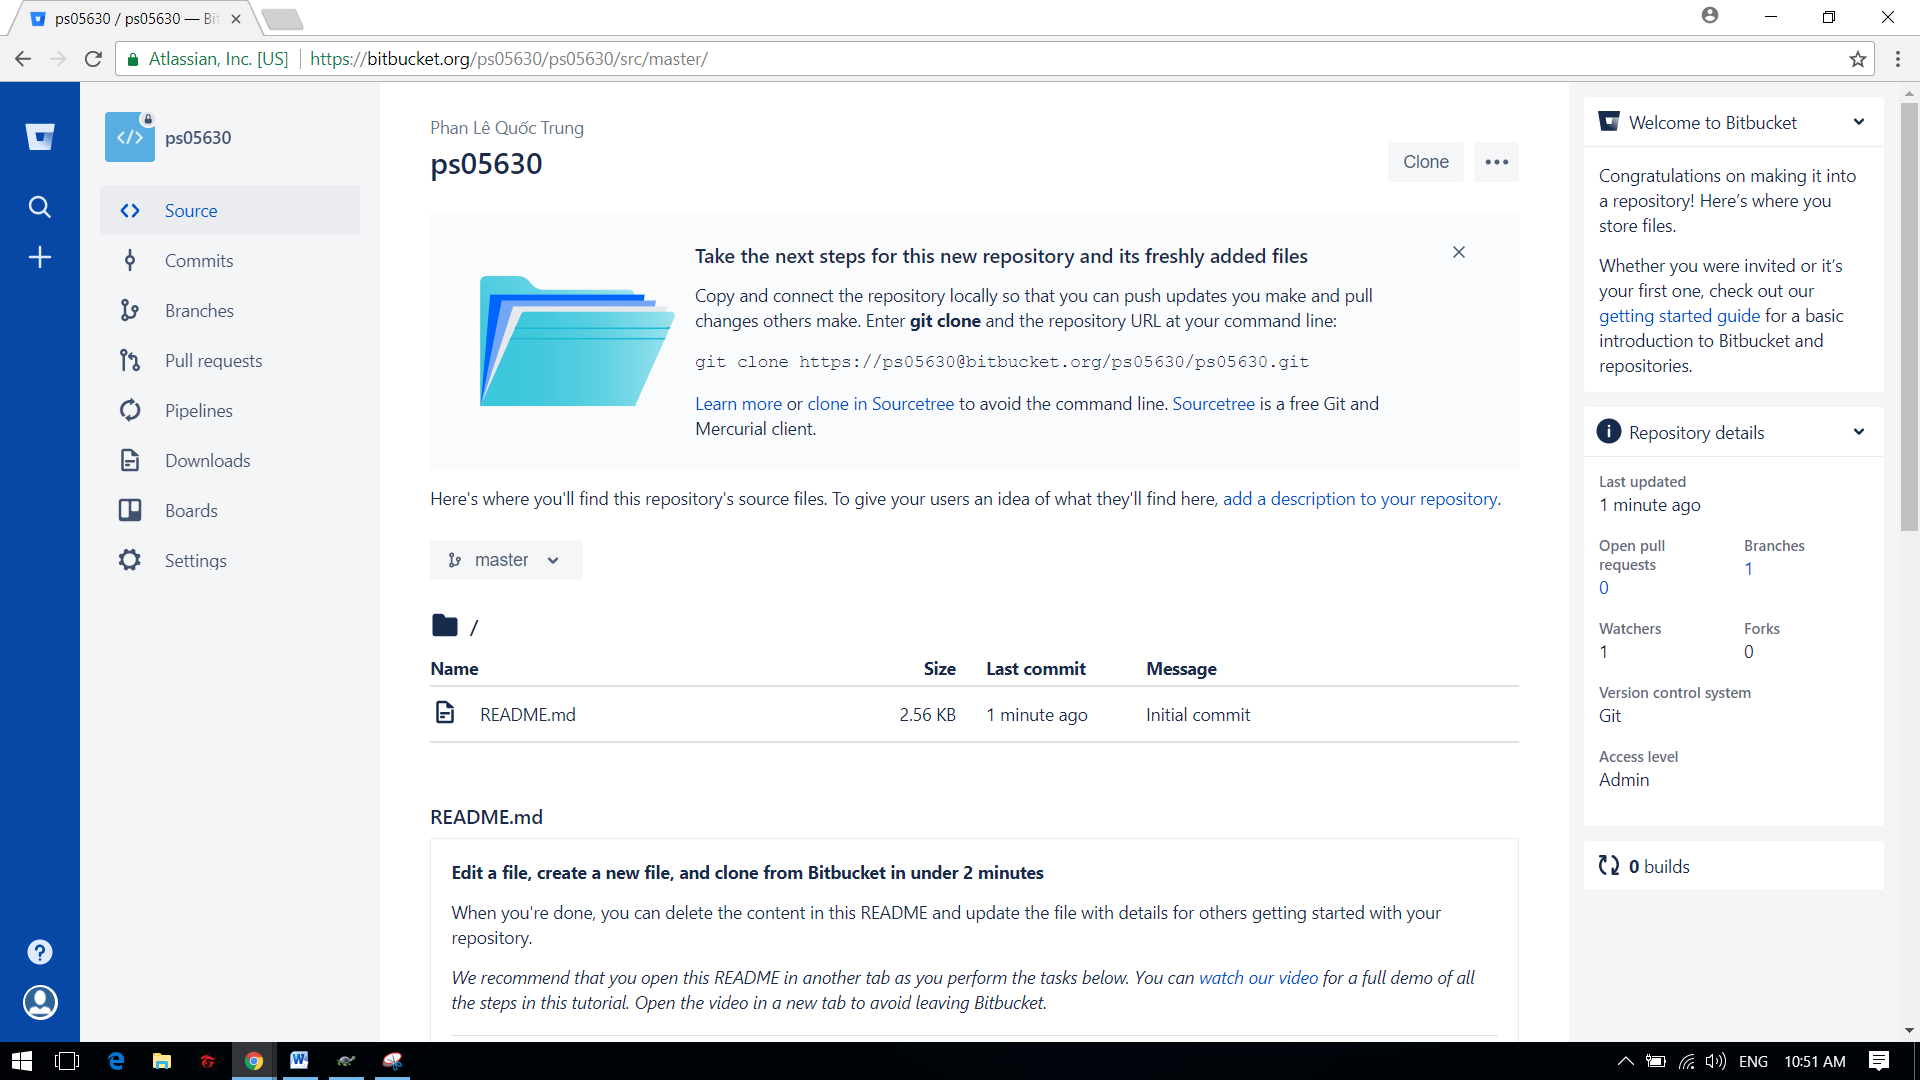 ps05630 / ps05630 — Bit
Atlassian, Inc. [US]
https://bitbucket.org/ps05630/ps05630/src/master/
ps05630
Source
Commits
Branches
Pull requests
Pipelines
Downloads
Boards
Settings
Phan Lê Quốc Trung
ps05630
Clone
Take the next steps for this new repository and its freshly added files
Copy and connect the repository locally so that you can push updates you make and pull
changes others make. Enter git clone and the repository URL at your command line:
git clone https://ps05630@bitbucket.org/ps05630/ps05630.git
Learn more or clone in Sourcetree to avoid the command line. Sourcetree is a free Git and
Mercurial client.
Here's where you'll find this repository's source files. To give your users an idea of what they'll find here, add a description to your repository.
master
/
Name Size Last commit Message
README.md 2.56 KB 1 minute ago Initial commit
README.md
Edit a file, create a new file, and clone from Bitbucket in under 2 minutes
When you're done, you can delete the content in this README and update the file with details for others getting started with your
repository.
We recommend that you open this README in another tab as you perform the tasks below. You can watch our video for a full demo of all
the steps in this tutorial. Open the video in a new tab to avoid leaving Bitbucket.
Welcome to Bitbucket
Congratulations on making it into
a repository! Here's where you
store files.
Whether you were invited or it's
your first one, check out our
getting started guide for a basic
introduction to Bitbucket and
repositories.
Repository details
Last updated
1 minute ago
Open pull
requests
0
Branches
1
Watchers
1
Forks
0
Version control system
Git
Access level
Admin
0 builds
ENG
10:51 AM